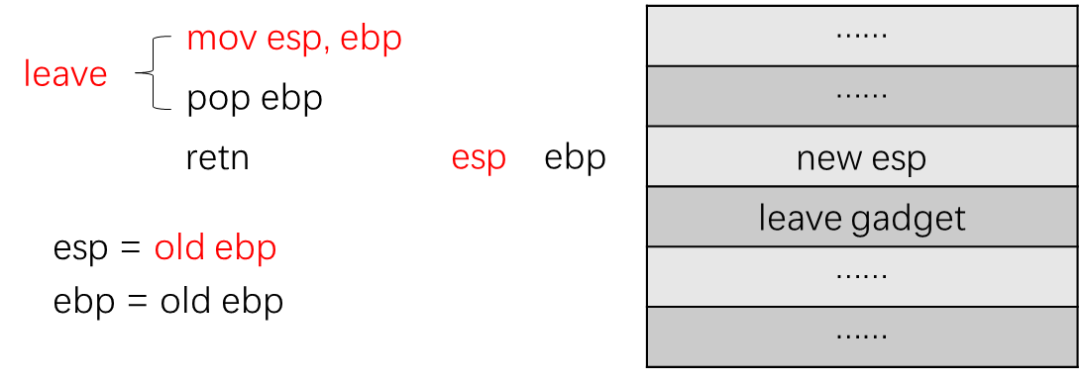 mov esp, ebp
leave
pop ebp
retn
esp ebp
esp = old ebp
ebp = old ebp
……
……
new esp
leave gadget
……
……